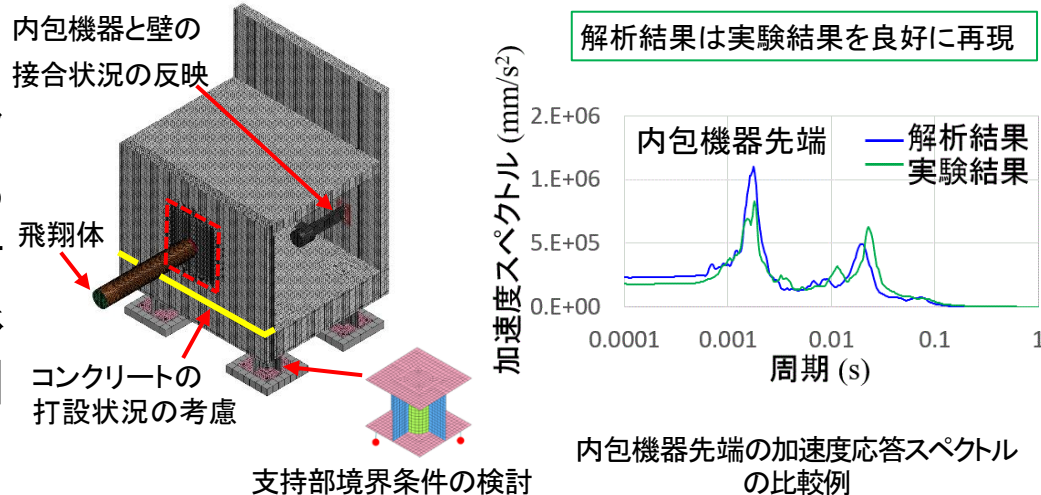 内包機器と壁の
接合状況の反映
飛翔体
コンクリートの
打設状況の考慮
支持部境界条件の検討
解析結果は実験結果を良好に再現
加速度スペクトル (mm/s²)
2.E+06
1.E+06
5.E+05
0.E+00
内包機器先端
解析結果
実験結果
0.0001
0.001
0.01
0.1
1
周期 (s)
内包機器先端の加速度応答スペクトル
の比較例